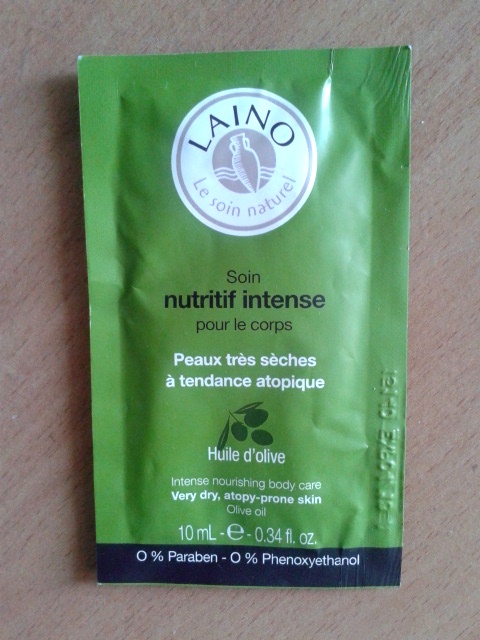 LAINO
Le soin naturel
Soin
nutritif intense
pour le corps
Peaux très sèches
à tendance atopique
Huile d'olive
Intense nourishing body care
Very dry, atopy-prone skin
Olive oil
10 mL - e - 0.34 fl. oz.
0 % Paraben - 0 % Phenoxyethanol